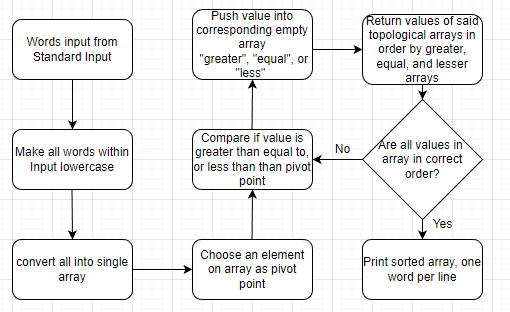 Words input from
Standard Input
Make all words within
Input lowercase
convert all into single
array
Choose an element
on array as pivot
point
Compare if value is
greater than equal to,
or less than than pivot
point
Push value into
corresponding empty
array
"greater", "equal", or
"less"
Return values of said
topological arrays in
order by greater,
equal, and lesser
arrays
Are all values in
array in correct
order?
No
Yes
Print sorted array, one
word per line